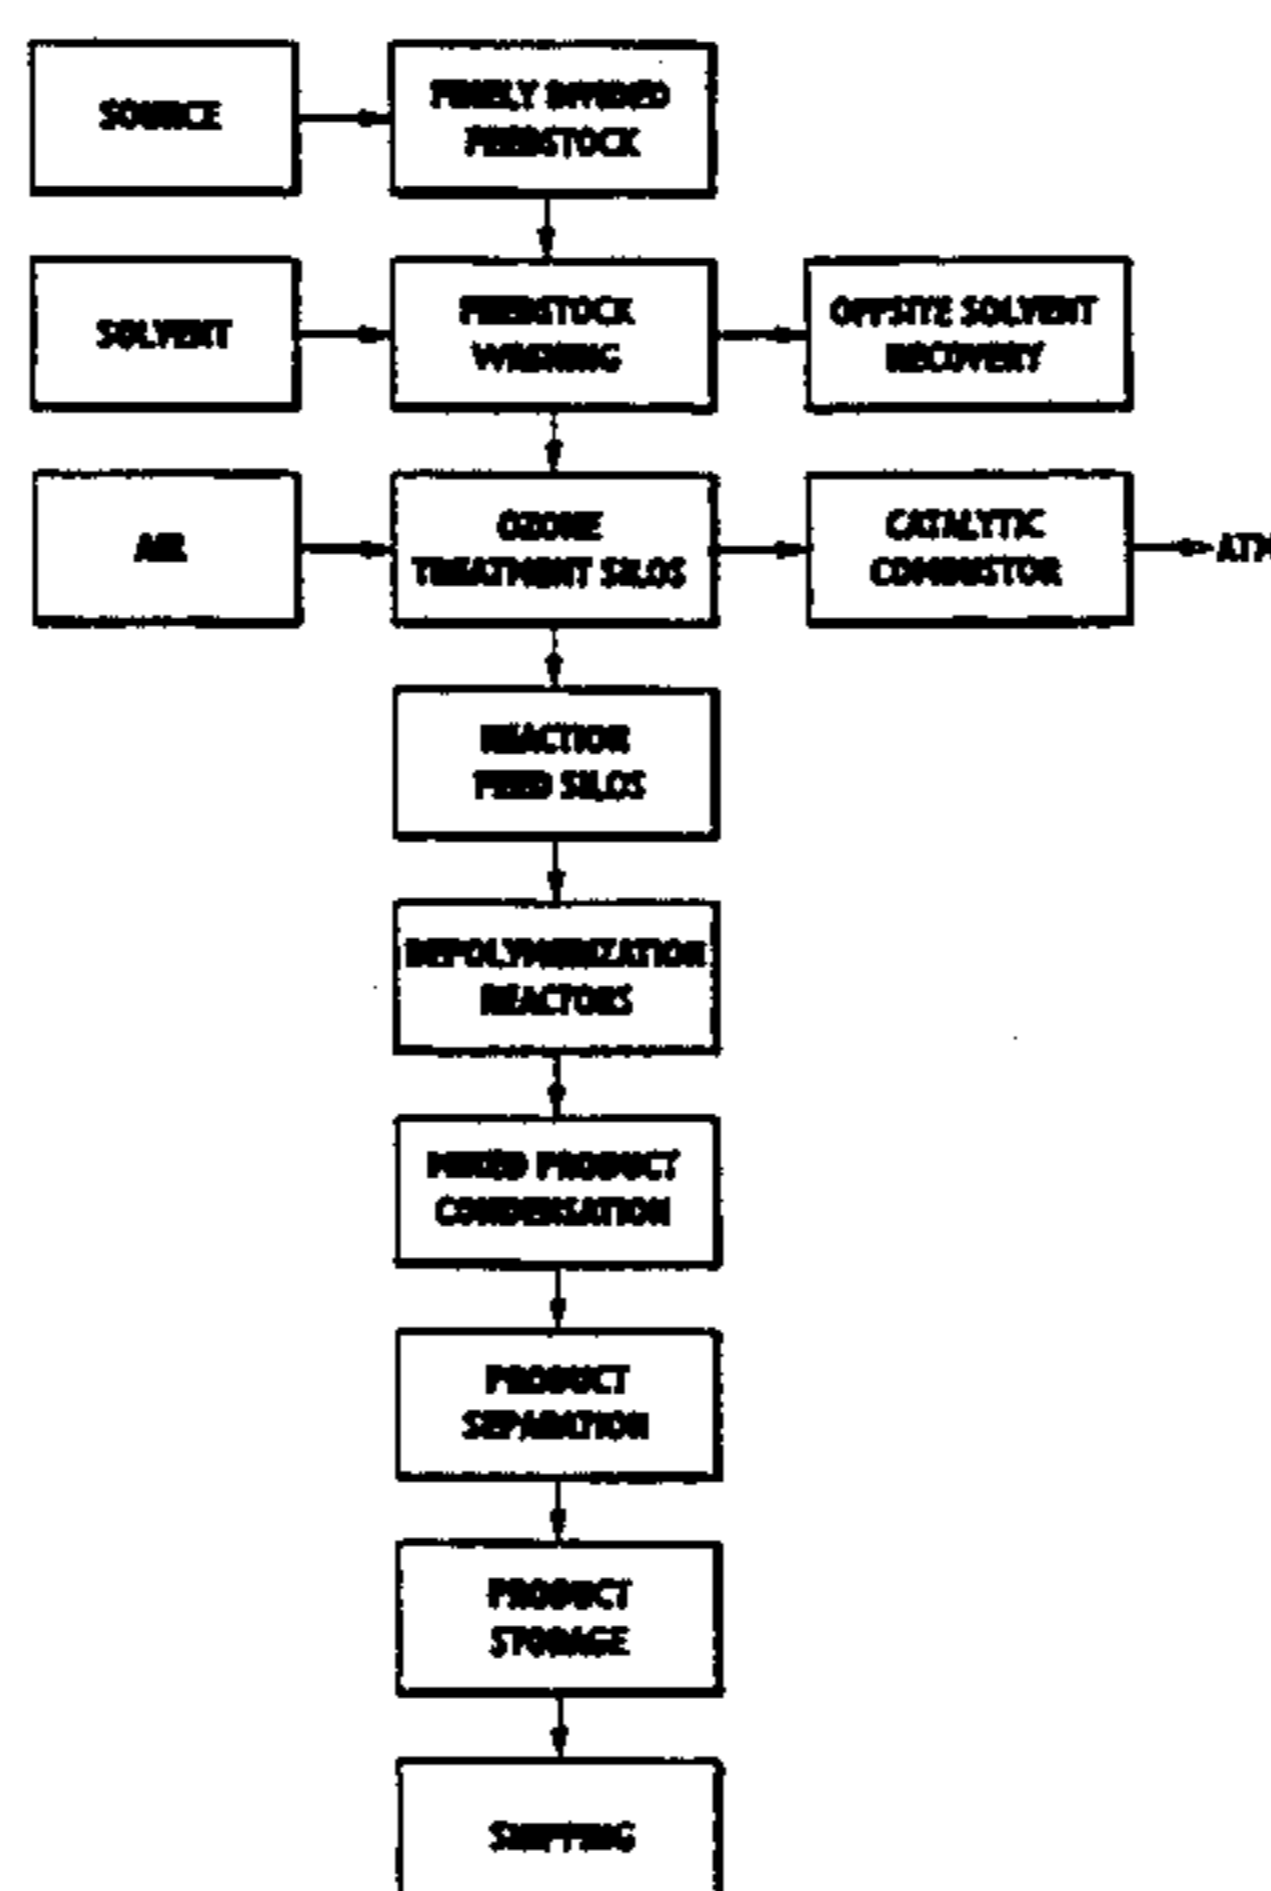 SOURCE
FINELY DIVIDED
FEEDSTOCK
SOLVENT
FEEDSTOCK
WASHING
OFFSITE SOLVENT
RECOVERY
AIR
OZONE
TREATMENT SILOS
CATALYTIC
COMBUSTOR
ATM
REACTION
FEED SILOS
DEPOLYMERIZATION
REACTORS
MIXED PRODUCT
CONDENSATION
PRODUCT
SEPARATION
PRODUCT
STORAGE
SHIPPING